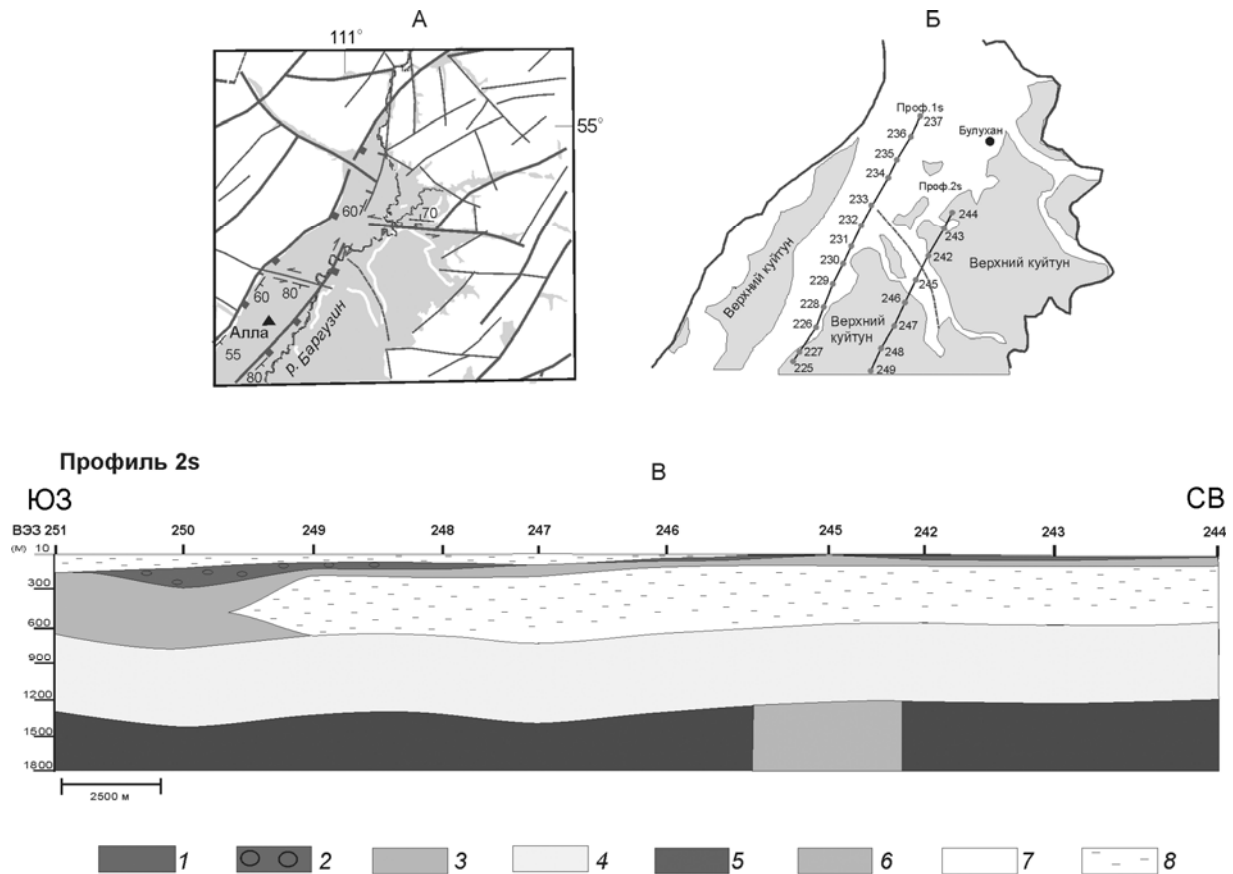 А
111°
55°
60
70
60
80
Алла
55
80
р. Баргузин
Б
Проф.1s
237
236
Булухан
235
234
Проф.2s
233
244
232
243
231
242
230
Верхний куйтун
Верхний куйтун
229
245
246
228
Верхний
куйтун
226
247
227
248
225
249
Профиль 2s
В
ЮЗ
СВ
ВЭЗ 251 250 249 248 247 246 245 242 243 244
(м) 10
300
600
900
1200
1500
1800
2500 м
1 2 3 4 5 6 7 8